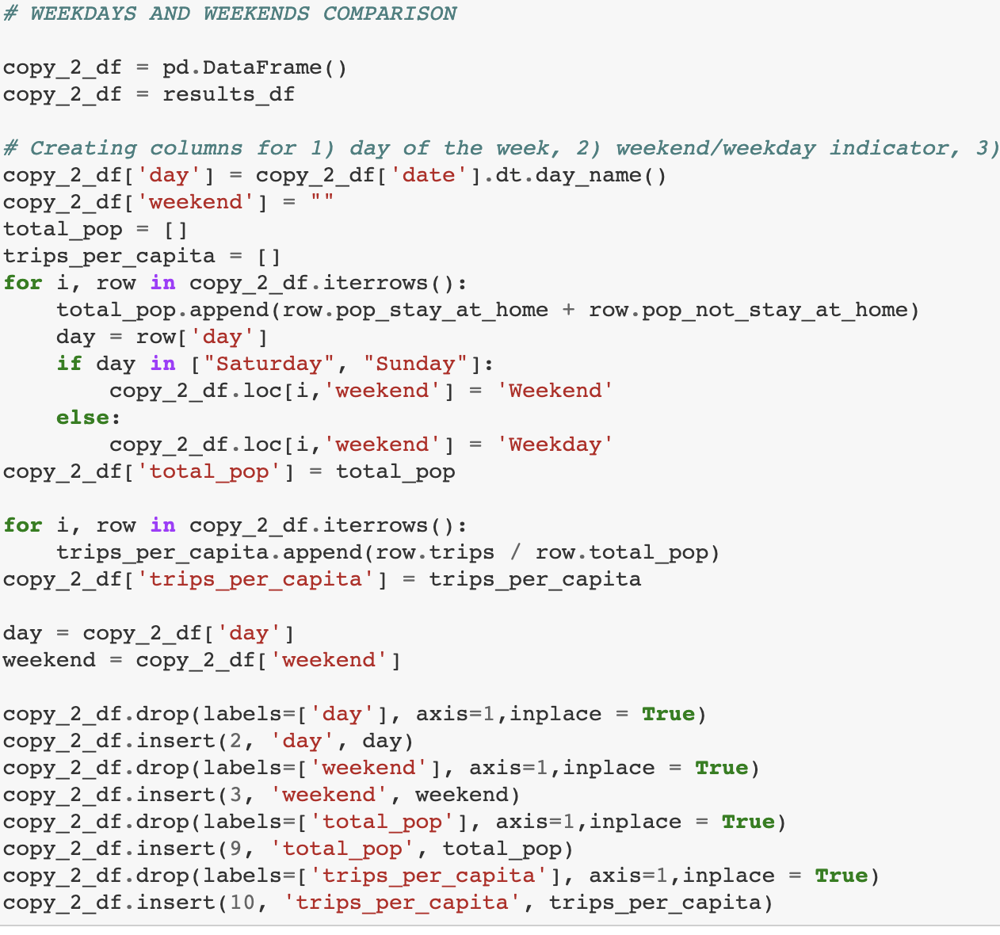 # WEEKDAYS AND WEEKENDS COMPARISON

copy_2_df = pd.DataFrame()
copy_2_df = results_df

# Creating columns for 1) day of the week, 2) weekend/weekday indicator, 3)
copy_2_df['day'] = copy_2_df['date'].dt.day_name()
copy_2_df['weekend'] = ""
total_pop = []
trips_per_capita = []
for i, row in copy_2_df.iterrows():
    total_pop.append(row.pop_stay_at_home + row.pop_not_stay_at_home)
    day = row['day']
    if day in ["Saturday", "Sunday"]:
        copy_2_df.loc[i,'weekend'] = 'Weekend'
    else:
        copy_2_df.loc[i,'weekend'] = 'Weekday'
copy_2_df['total_pop'] = total_pop

for i, row in copy_2_df.iterrows():
    trips_per_capita.append(row.trips / row.total_pop)
copy_2_df['trips_per_capita'] = trips_per_capita

day = copy_2_df['day']
weekend = copy_2_df['weekend']

copy_2_df.drop(labels=['day'], axis=1,inplace = True)
copy_2_df.insert(2, 'day', day)
copy_2_df.drop(labels=['weekend'], axis=1,inplace = True)
copy_2_df.insert(3, 'weekend', weekend)
copy_2_df.drop(labels=['total_pop'], axis=1,inplace = True)
copy_2_df.insert(9, 'total_pop', total_pop)
copy_2_df.drop(labels=['trips_per_capita'], axis=1,inplace = True)
copy_2_df.insert(10, 'trips_per_capita', trips_per_capita)